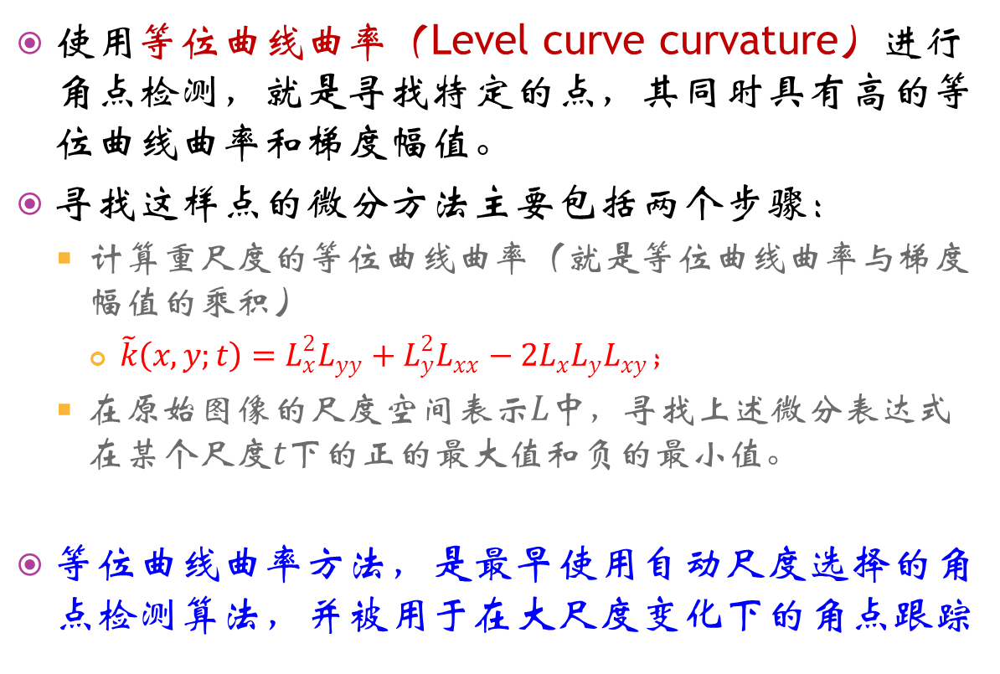 使用等位曲线曲率（Level curve curvature）进行
角点检测，就是寻找特定的点，其同时具有高的等
位曲线曲率和梯度幅值。
寻找这样点的微分方法主要包括两个步骤：
计算重尺度的等位曲线曲率（就是等位曲线曲率与梯度
幅值的乘积）
k̃(x, y; t) = L_x^2 L_{yy} + L_y^2 L_{xx} − 2L_x L_y L_{xy}；
在原始图像的尺度空间表示L中，寻找上述微分表达式
在某个尺度t下的正的最大值和负的最小值。
等位曲线曲率方法，是最早使用自动尺度选择的角
点检测算法，并被用于在大尺度变化下的角点跟踪